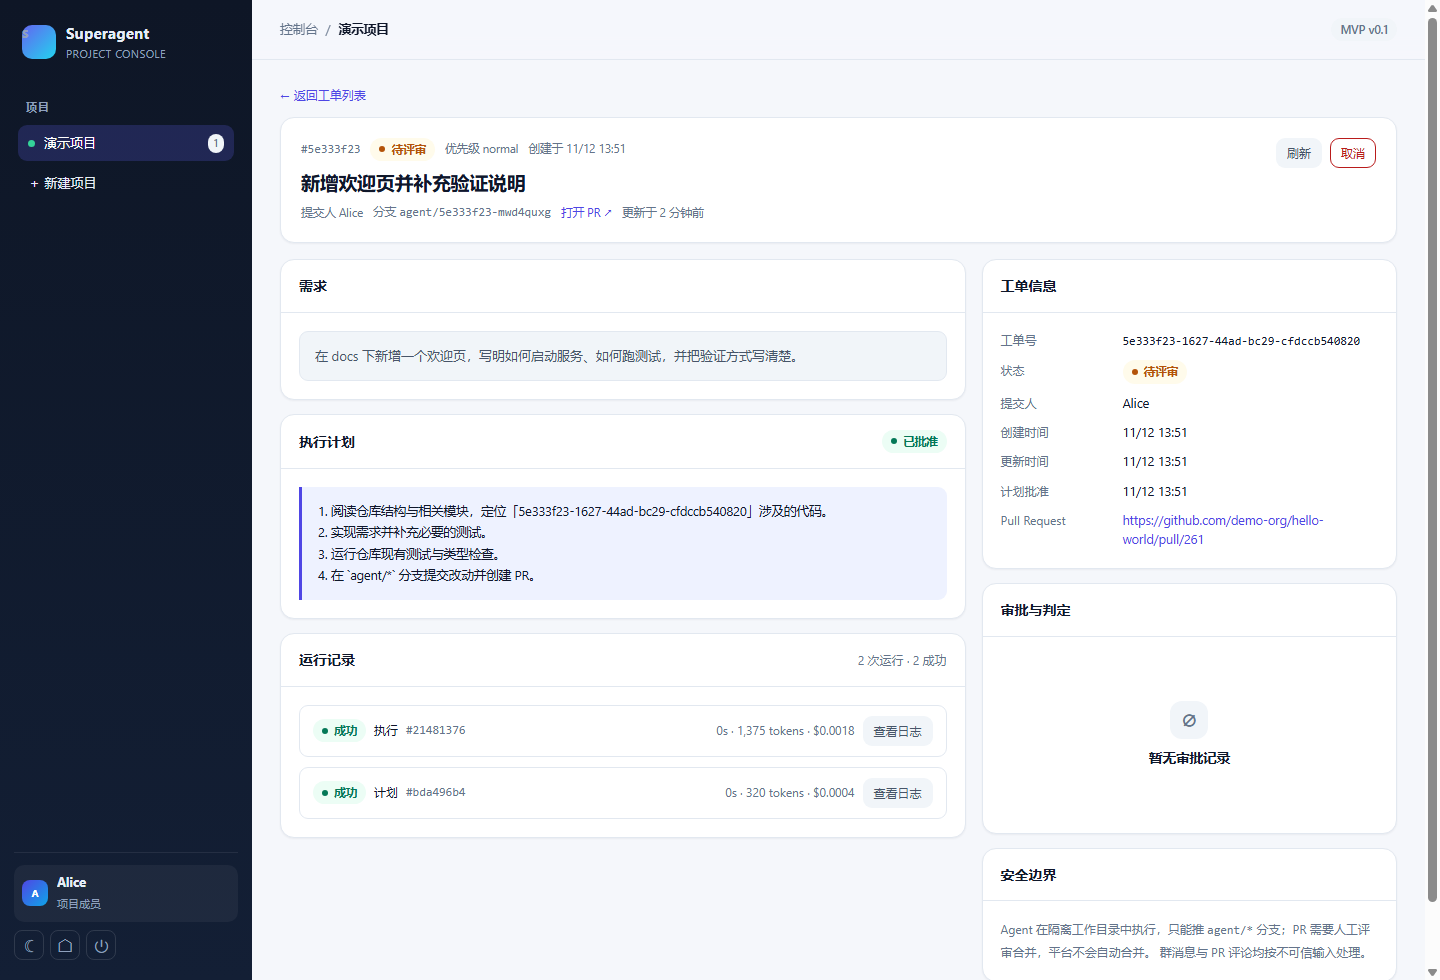 Superagent
PROJECT CONSOLE
项目
演示项目
1
+ 新建项目
Alice
项目成员
A
控制台 / 演示项目
MVP v0.1
← 返回工单列表
#5e333f23 待评审 优先级 normal 创建于 11/12 13:51
刷新 取消
新增欢迎页并补充验证说明
提交人 Alice 分支 agent/5e333f23-mwd4quxg 打开 PR ↗ 更新于 2 分钟前
需求
在 docs 下新增一个欢迎页，写明如何启动服务、如何跑测试，并把验证方式写清楚。
执行计划
已批准
1. 阅读仓库结构与相关模块，定位「5e333f23-1627-44ad-bc29-cfdccb540820」涉及的代码。
2. 实现需求并补充必要的测试。
3. 运行仓库现有测试与类型检查。
4. 在 `agent/*` 分支提交改动并创建 PR。
运行记录
2 次运行 · 2 成功
成功 执行 #21481376 0s · 1,375 tokens · $0.0018 查看日志
成功 计划 #bda496b4 0s · 320 tokens · $0.0004 查看日志
工单信息
工单号 5e333f23-1627-44ad-bc29-cfdccb540820
状态 待评审
提交人 Alice
创建时间 11/12 13:51
更新时间 11/12 13:51
计划批准 11/12 13:51
Pull Request https://github.com/demo-org/hello-
world/pull/261
审批与判定
暂无审批记录
安全边界
Agent 在隔离工作目录中执行，只能推 agent/* 分支；PR 需要人工评
审合并，平台不会自动合并。 群消息与 PR 评论均按不可信输入处理。